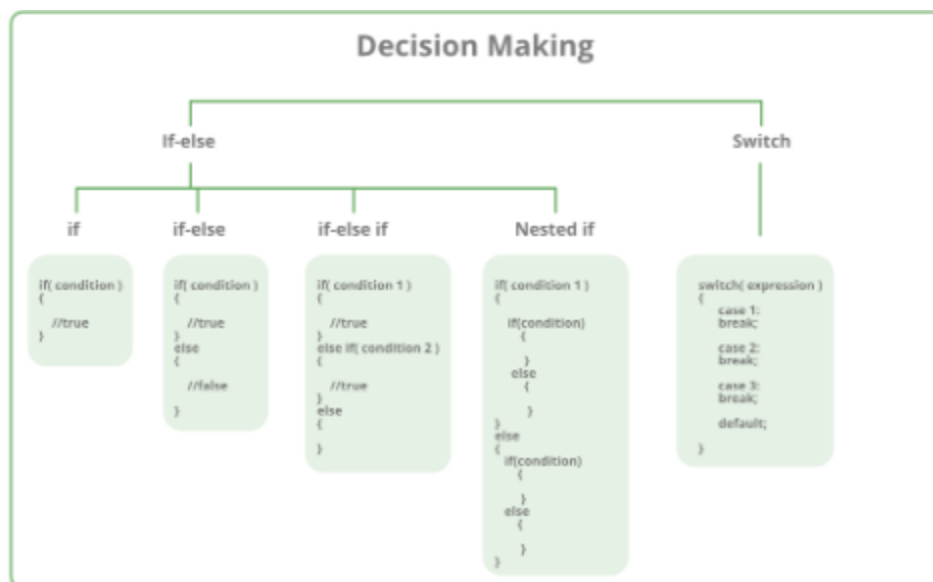 Decision Making
If-else
Switch
if
if-else
if-else if
Nested if
if( condition )
{
//true
}
if( condition )
{
//true
}
else
{
//false
}
if( condition 1 )
{
//true
}
else if( condition 2 )
{
//true
}
else
{
}
if( condition 1 )
{
if(condition)
{
}
else
{
}
}
else
{
if(condition)
{
}
else
{
}
}
switch( expression )
{
case 1:
break;
case 2:
break;
case 3:
break;
default;
}